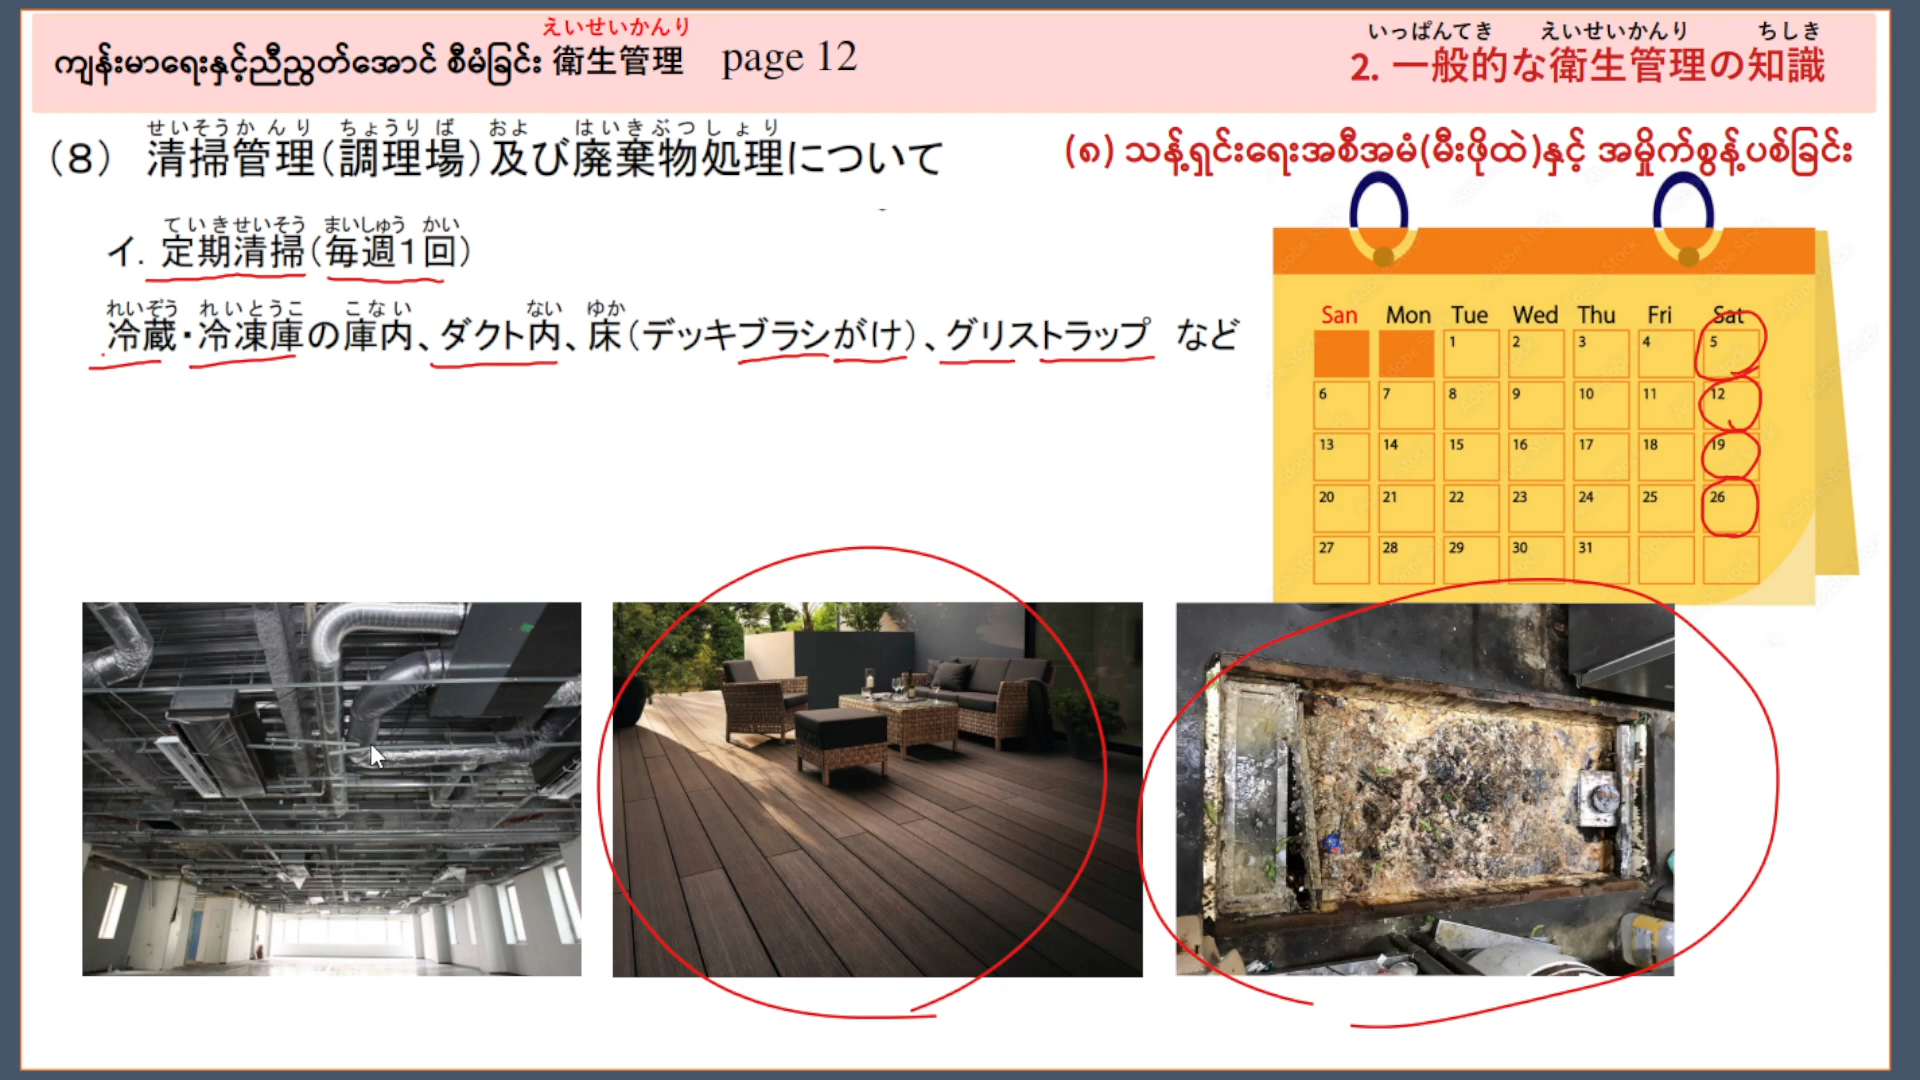 えいせいかんり
ကျန်းမာရေးနှင့်ညီညွတ်အောင် စီမံခြင်း 衛生管理 page 12
いっぱんてき えいせいかんり ちしき
2. 一般的な衛生管理の知識
せいそうかんり ちょうりば およ はいきぶつしょり
(8) 清掃管理(調理場)及び廃棄物処理について
(၈) သန့်ရှင်းရေးအစီအမံ(မီးဖိုထဲ)နှင့် အမှိုက်စွန့်ပစ်ခြင်း
ていきせいそう まいしゅう かい
イ. 定期清掃(毎週1回)
れいぞう れいとうこ こない ない ゆか
冷蔵・冷凍庫の庫内、ダクト内、床(デッキブラシがけ)、グリストラップ など
San Mon Tue Wed Thu Fri Sat
1 2 3 4 5
6 7 8 9 10 11 12
13 14 15 16 17 18 19
20 21 22 23 24 25 26
27 28 29 30 31